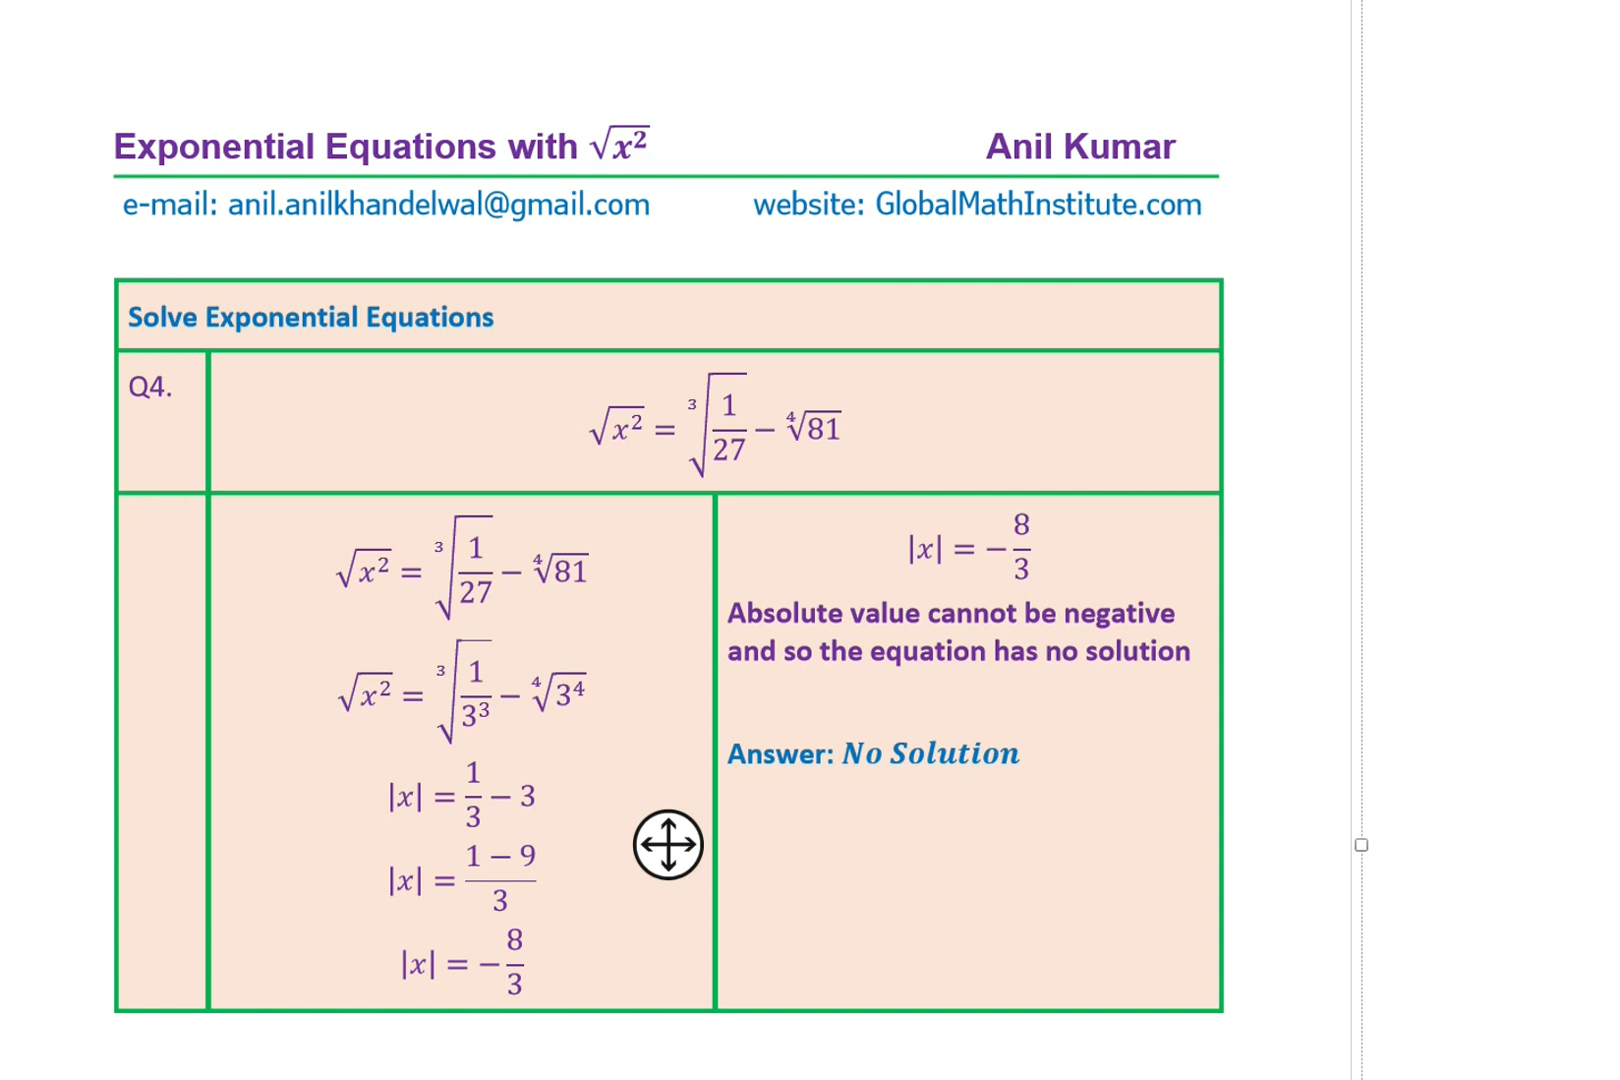 Exponential Equations with √x² Anil Kumar
e-mail: anil.anilkhandelwal@gmail.com website: GlobalMathInstitute.com
Solve Exponential Equations
Q4. √x² = ∛(1/27) − ∜81
√x² = ∛(1/27) − ∜81
√x² = ∛(1/3³) − ∜3⁴
|x| = 1/3 − 3
|x| = (1 − 9)/3
|x| = −8/3
|x| = −8/3
Absolute value cannot be negative
and so the equation has no solution
Answer: No Solution